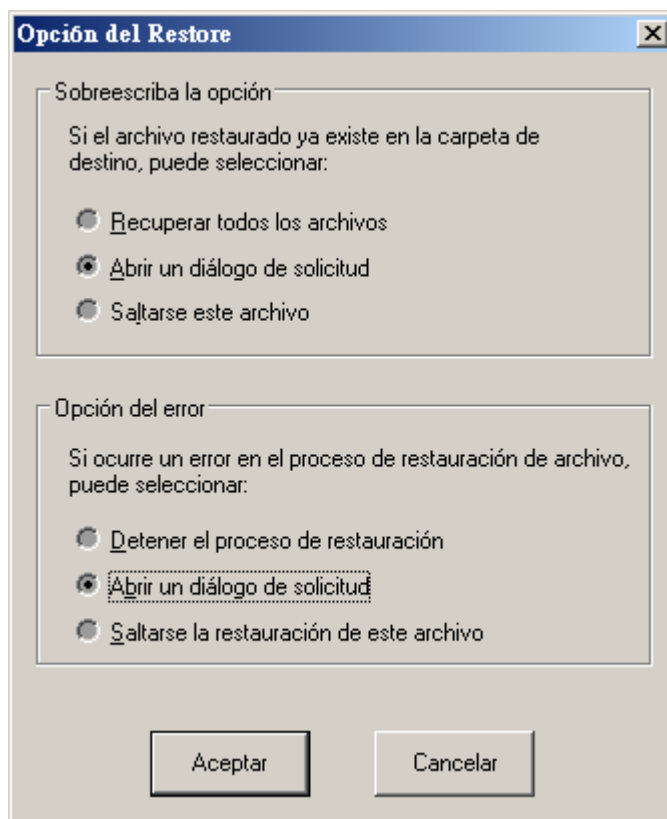 Opción del Restore
Sobreescriba la opción
Si el archivo restaurado ya existe en la carpeta de
destino, puede seleccionar:
Recuperar todos los archivos
Abrir un diálogo de solicitud
Saltarse este archivo
Opción del error
Si ocurre un error en el proceso de restauración de archivo,
puede seleccionar:
Detener el proceso de restauración
Abrir un diálogo de solicitud
Saltarse la restauración de este archivo
Aceptar
Cancelar